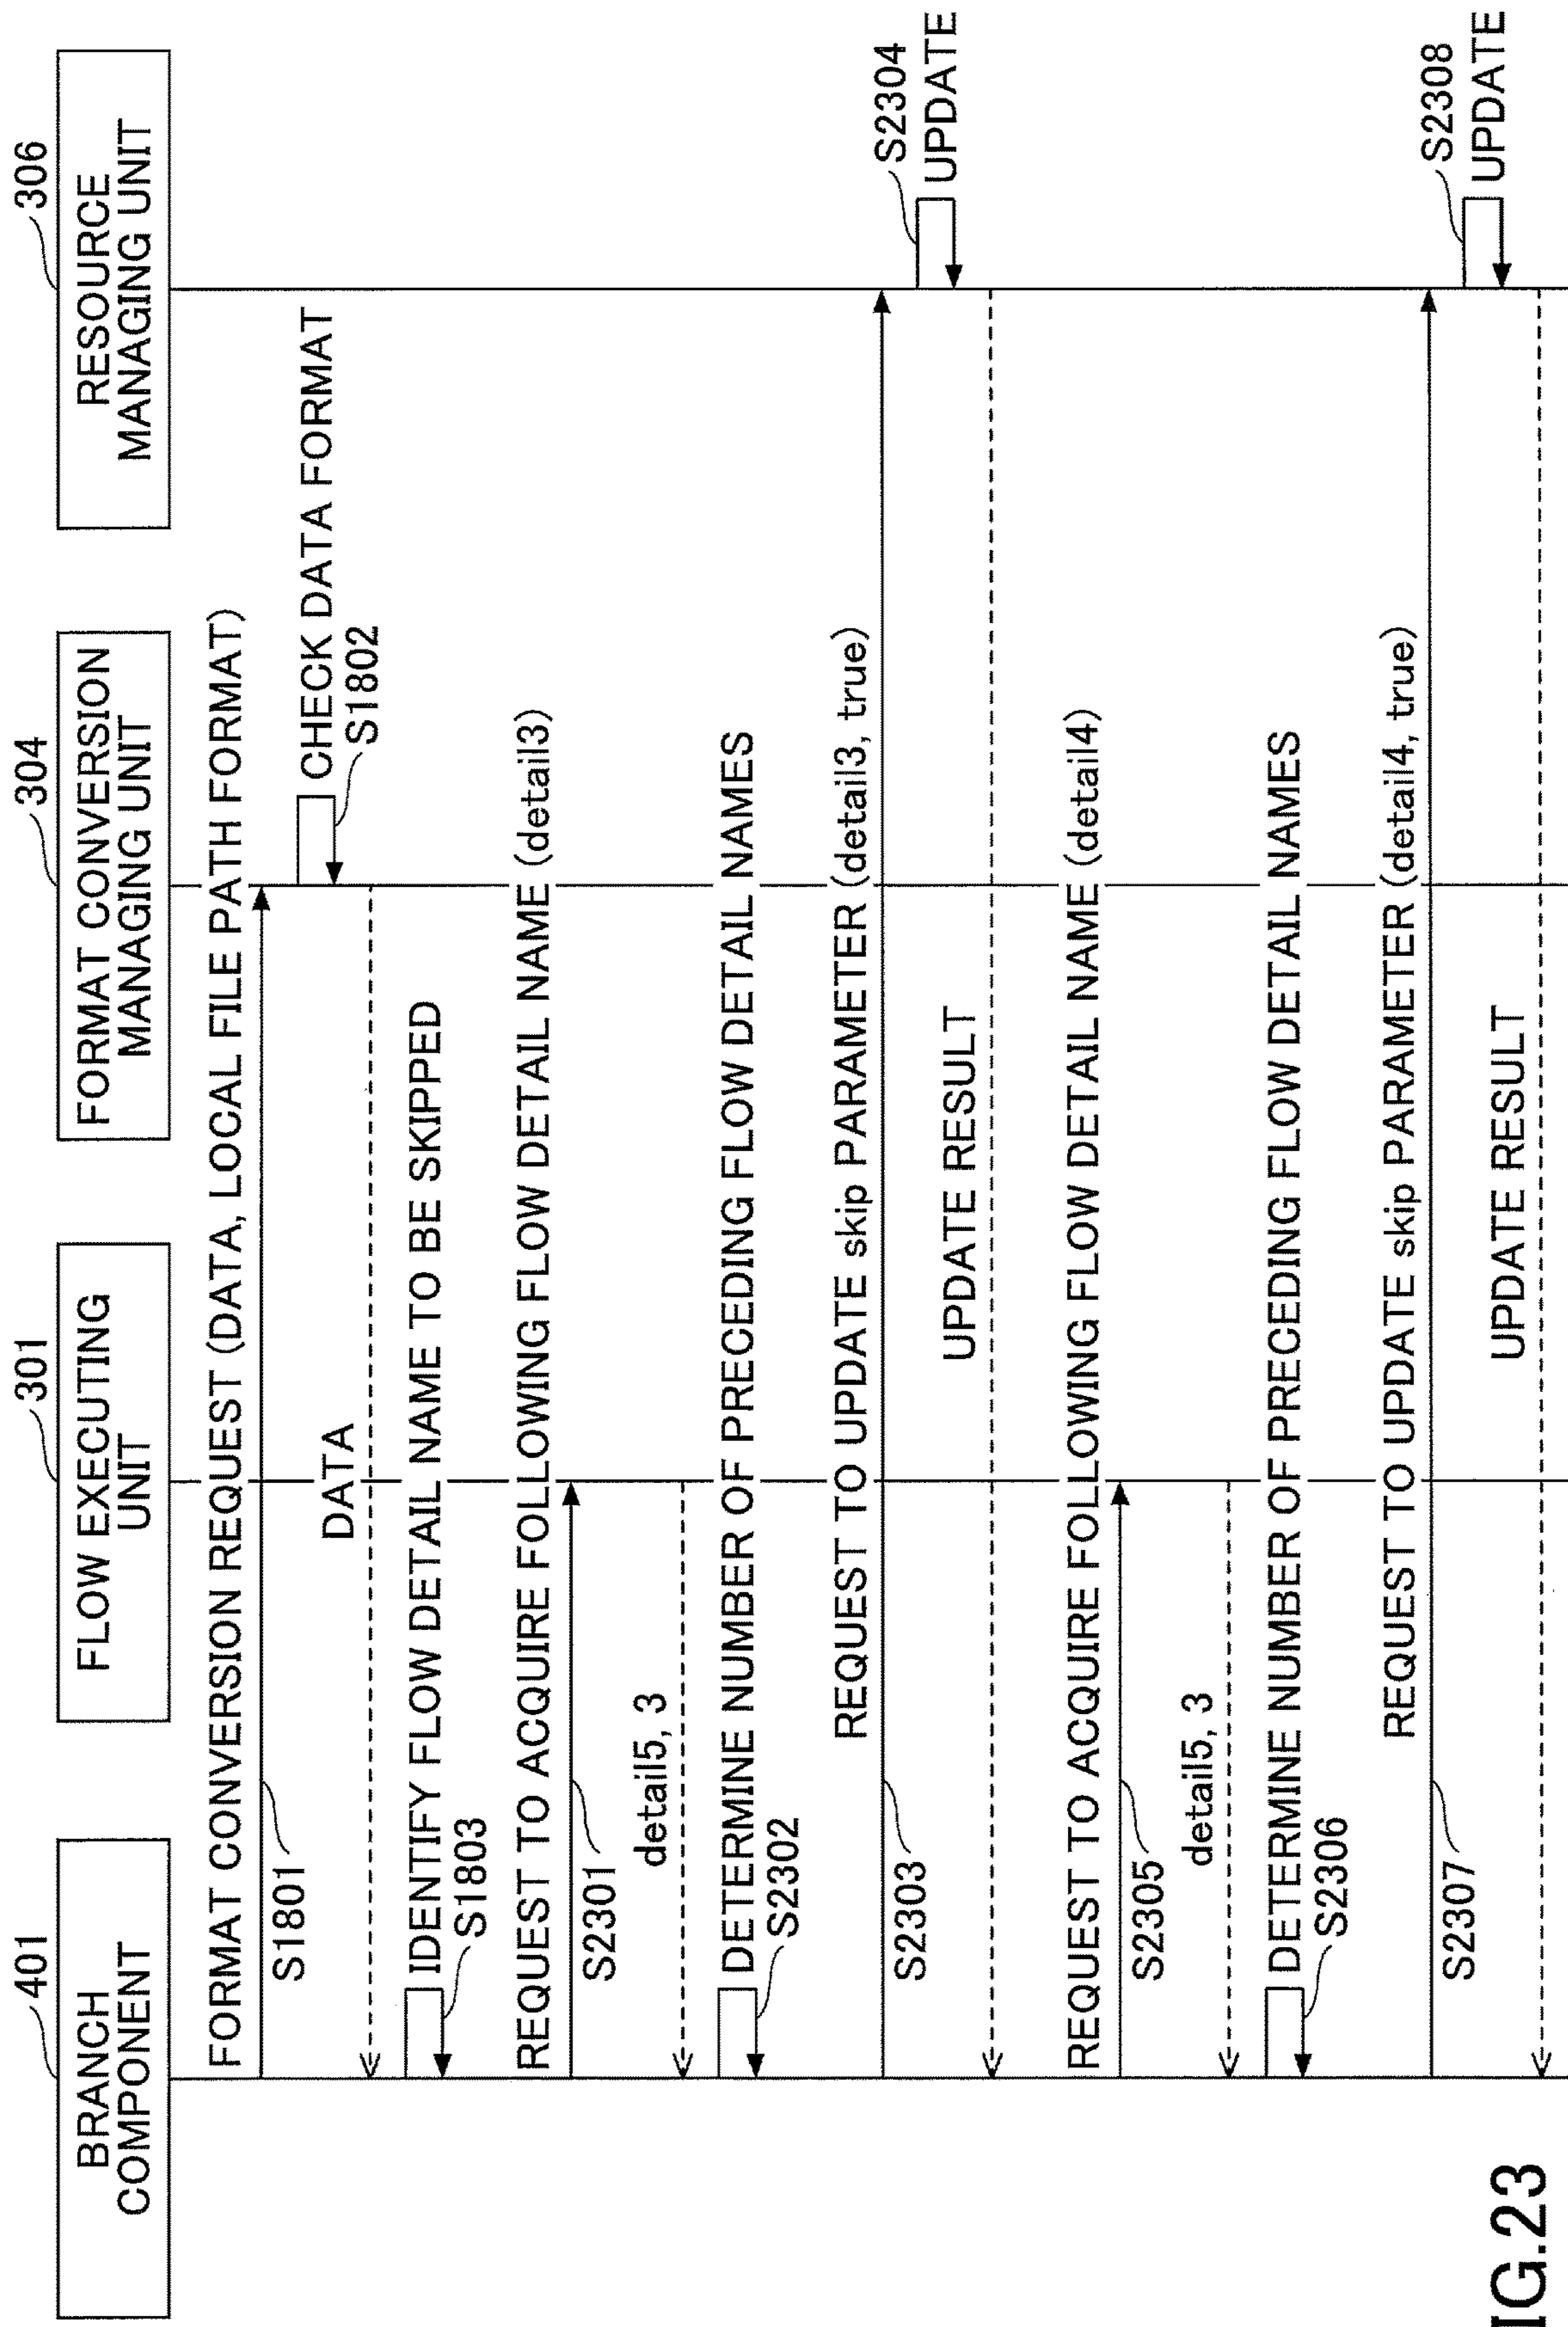 401
BRANCH
COMPONENT
301
FLOW EXECUTING
UNIT
304
FORMAT CONVERSION
MANAGING UNIT
306
RESOURCE
MANAGING UNIT
FORMAT CONVERSION REQUEST (DATA, LOCAL FILE PATH FORMAT)
S1801
CHECK DATA FORMAT
S1802
DATA
IDENTIFY FLOW DETAIL NAME TO BE SKIPPED
S1803
REQUEST TO ACQUIRE FOLLOWING FLOW DETAIL NAME (detail3)
S2301
detail5, 3
DETERMINE NUMBER OF PRECEDING FLOW DETAIL NAMES
S2302
REQUEST TO UPDATE skip PARAMETER (detail3, true)
S2303
S2304
UPDATE
UPDATE RESULT
REQUEST TO ACQUIRE FOLLOWING FLOW DETAIL NAME (detail4)
S2305
detail5, 3
DETERMINE NUMBER OF PRECEDING FLOW DETAIL NAMES
S2306
REQUEST TO UPDATE skip PARAMETER (detail4, true)
S2307
S2308
UPDATE
UPDATE RESULT
IG.23